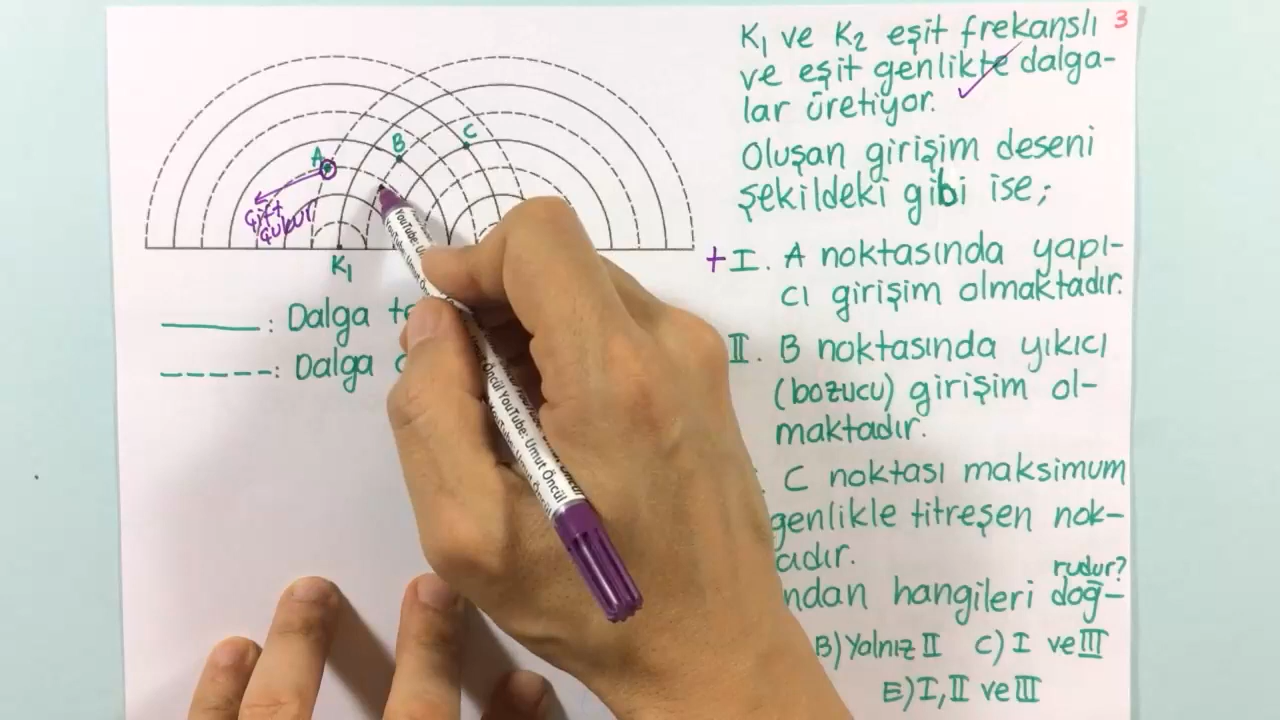 3
K₁ ve K₂ eşit frekanslı
ve eşit genlikte dalga-
lar üretiyor.
Oluşan girişim deseni
şekildeki gibi ise;
+ I. A noktasında yapı-
cı girişim olmaktadır.
II. B noktasında yıkıcı
(bozucu) girişim ol-
maktadır.
C noktası maksimum
genlikle titreşen nok-
adır.
ndan hangileri doğ-
rudur?
B) Yalnız II C) I ve III
E) I, II ve III
A
B
C
çift
çukur
K₁
: Dalga te
: Dalga
YouTube: Umut Öncül